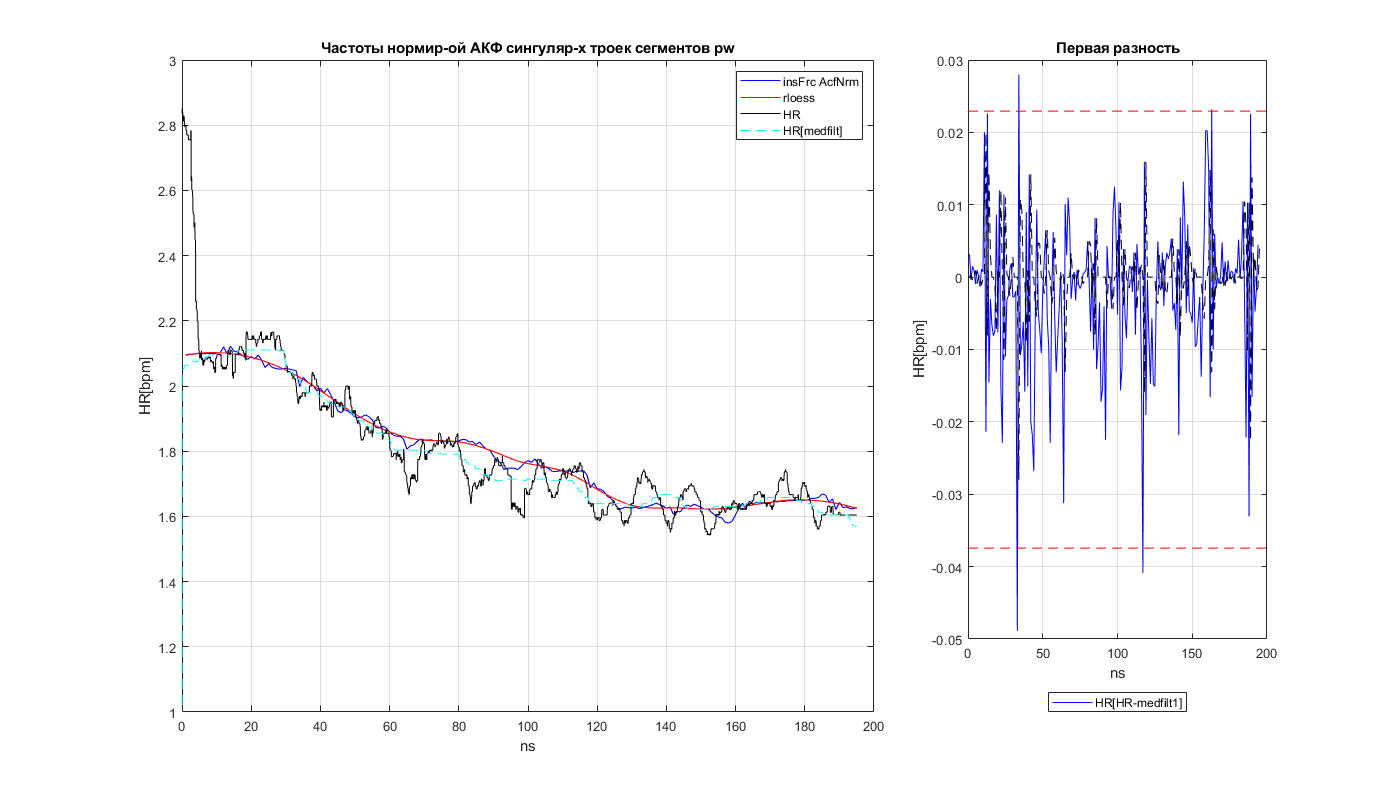 Частоты нормир-ой АКФ сингуляр-х троек сегментов pw
3
2.8
2.6
2.4
2.2
2
1.8
1.6
1.4
1.2
1
HR[bpm]
0 20 40 60 80 100 120 140 160 180 200
ns
insFrc AcfNrm
rloess
HR
HR[medfilt]
Первая разность
0.03
0.02
0.01
0
-0.01
-0.02
-0.03
-0.04
-0.05
HR[bpm]
0 50 100 150 200
ns
HR[HR-medfilt1]